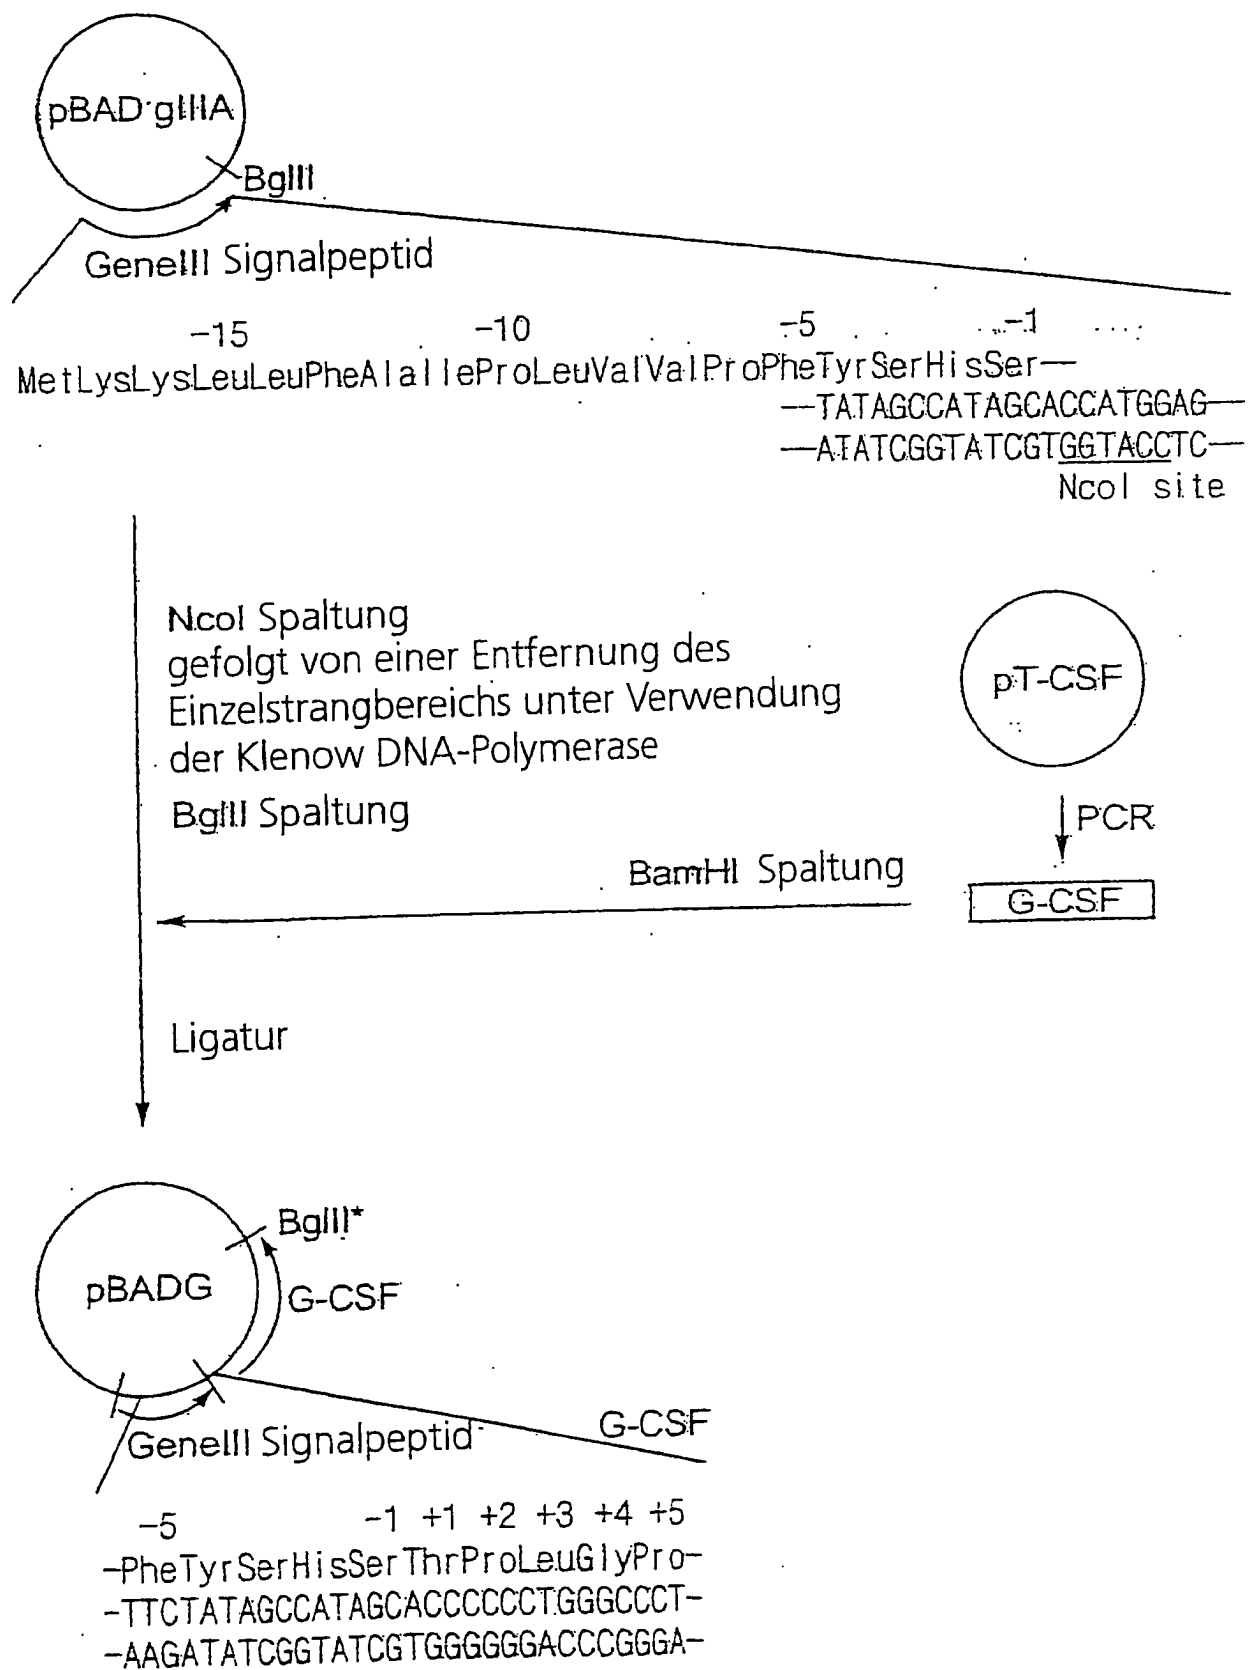 pBAD gIIIA
BglII
GeneIII Signalpeptid
-15 -10 -5 -1
MetLysLysLeuLeuPheAlaIleProLeuValValProPheTyrSerHisSer—
—TATAGCCATAGCACCATGGAG—
—ATATCGGTATCGTGGTACCTC—
NcoI site
NcoI Spaltung
gefolgt von einer Entfernung des
Einzelstrangbereichs unter Verwendung
der Klenow DNA-Polymerase
BglII Spaltung
pT-CSF
PCR
BamHI Spaltung
G-CSF
Ligatur
BglII*
pBADG
G-CSF
GeneIII Signalpeptid
G-CSF
-5 -1 +1 +2 +3 +4 +5
-PheTyrSerHisSerThrProLeuGlyPro-
-TTCTATAGCCATAGCACCCCCCTGGGCCCT-
-AAGATATCGGTATCGTGGGGGGACCCGGGA-